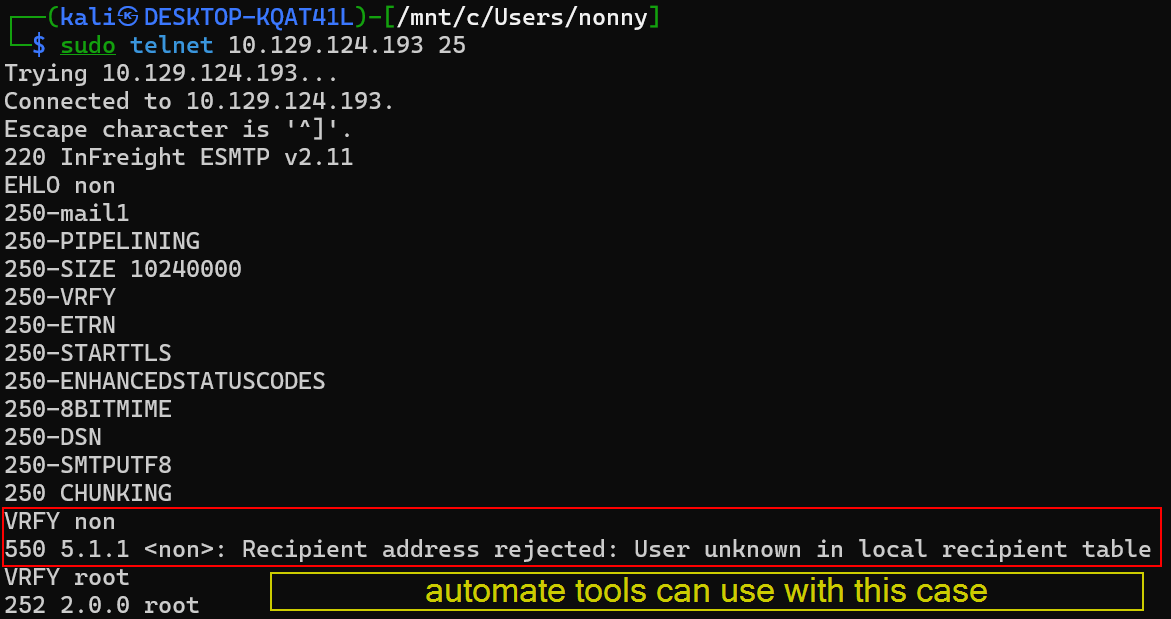 ┌──(kali㉿DESKTOP-KQAT41L)-[/mnt/c/Users/nonny]
└─$ sudo telnet 10.129.124.193 25
Trying 10.129.124.193...
Connected to 10.129.124.193.
Escape character is '^]'.
220 InFreight ESMTP v2.11
EHLO non
250-mail1
250-PIPELINING
250-SIZE 10240000
250-VRFY
250-ETRN
250-STARTTLS
250-ENHANCEDSTATUSCODES
250-8BITMIME
250-DSN
250-SMTPUTF8
250 CHUNKING
VRFY non
550 5.1.1 <non>: Recipient address rejected: User unknown in local recipient table
VRFY root
252 2.0.0 root
automate tools can use with this case